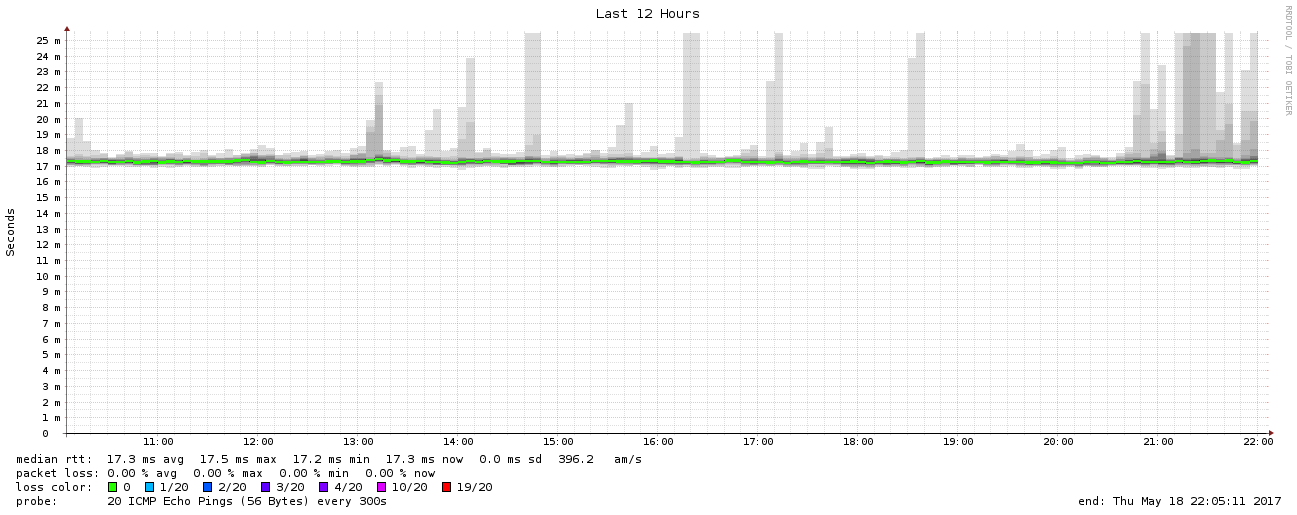 Last 12 Hours
RRDTOOL / TOBI OETIKER
Seconds
25 m
24 m
23 m
22 m
21 m
20 m
19 m
18 m
17 m
16 m
15 m
14 m
13 m
12 m
11 m
10 m
9 m
8 m
7 m
6 m
5 m
4 m
3 m
2 m
1 m
0
11:00 12:00 13:00 14:00 15:00 16:00 17:00 18:00 19:00 20:00 21:00 22:00
median rtt: 17.3 ms avg 17.5 ms max 17.2 ms min 17.3 ms now 0.0 ms sd 396.2 am/s
packet loss: 0.00 % avg 0.00 % max 0.00 % min 0.00 % now
loss color: 0 1/20 2/20 3/20 4/20 10/20 19/20
probe: 20 ICMP Echo Pings (56 Bytes) every 300s end: Thu May 18 22:05:11 2017